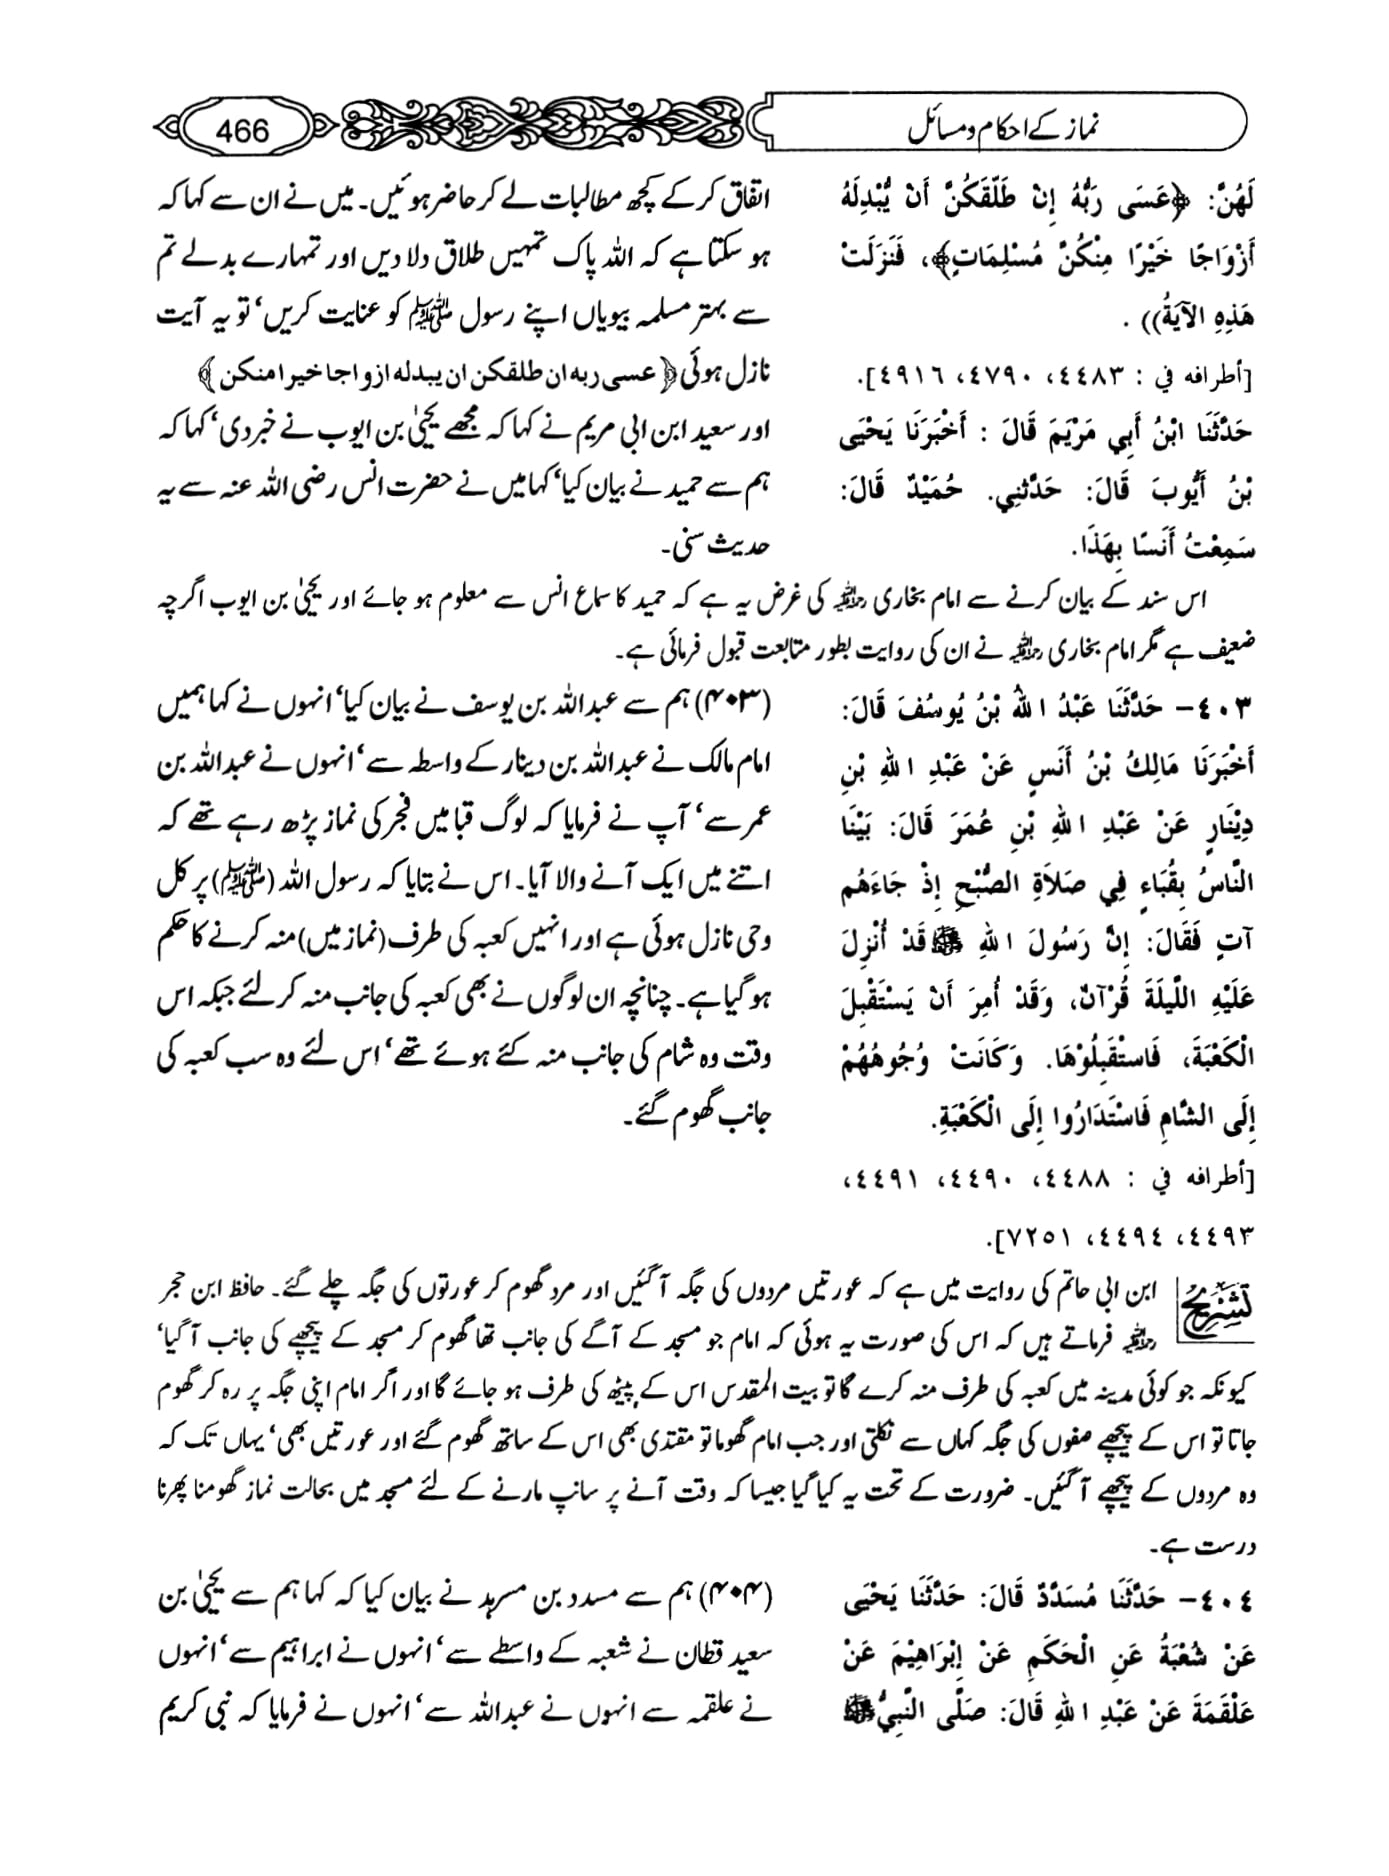 نماز کے احکام و مسائل
466
لَهُنَّ: ﴿عَسَى رَبُّهُ إِنْ طَلَّقَكُنَّ أَنْ يُّبْدِلَهُ
أَزْوَاجًا خَيْرًا مِنْكُنَّ مُسْلِمَاتٍ﴾، فَنَزَلَتْ
هَذِهِ الآيَةُ)) .
[أطرافه في : ٤٤٨٣، ٤٧٩٠، ٤٩١٦].
حَدَّثَنَا ابْنُ أَبِي مَرْيَمَ قَالَ : أَخْبَرَنَا يَحْيَى
بْنُ أَيُّوبَ قَالَ: حَدَّثَنِي. حُمَيْدٌ قَالَ:
سَمِعْتُ أَنَسًا بِهَذَا.
اتفاق کر کے کچھ مطالبات لے کر حاضر ہوئیں۔ میں نے ان سے کہا کہ
ہو سکتا ہے کہ اللہ پاک تمہیں طلاق دلا دیں اور تمہارے بدلے تم
سے بہتر مسلمہ بیویاں اپنے رسول ﷺ کو عنایت کریں‘ تو یہ آیت
نازل ہوئی ﴿ عسی ربه ان طلقکن ان یبدله ازواجا خیرا منکن ﴾
اور سعید ابن ابی مریم نے کہا کہ مجھے یحییٰ بن ایوب نے خبر دی‘ کہا کہ
ہم سے حمید نے بیان کیا‘ کہا میں نے حضرت انس رضی اللہ عنہ سے یہ
حدیث سنی۔
اس سند کے بیان کرنے سے امام بخاری رحمہ اللہ کی غرض یہ ہے کہ حمید کا سماع انس سے معلوم ہو جائے اور یحییٰ بن ایوب اگرچہ
ضعیف ہے مگر امام بخاری رحمہ اللہ نے ان کی روایت بطور متابعت قبول فرمائی ہے۔
٤٠٣– حَدَّثَنَا عَبْدُ اللهُ بْنُ يُوسُفَ قَالَ:
أَخْبَرَنَا مَالِكُ بْنُ أَنَسٍ عَنْ عَبْدِ اللهِ بْنِ
دِيْنَارٍ عَنْ عَبْدِ اللهِ بْنِ عُمَرَ قَالَ: بَيْنَا
النَّاسُ بِقُبَاءٍ فِي صَلاَةِ الصُّبْحِ إِذْ جَاءَهُم
آتٍ فَقَالَ: إِنَّ رَسُولَ اللهِ ﷺ قَدْ أُنْزِلَ
عَلَيْهِ اللَّيلَةَ قُرْآنٌ، وَقَدْ أُمِرَ أَنْ يَسْتَقْبِلَ
الْكَعْبَةَ، فَاسْتَقْبِلُوْهَا. وَكَانَتْ وُجُوهُهُمْ
إِلَى الشَّامِ فَاسْتَدَارُوا إِلَى الْكَعْبَةِ.
[أطرافه في : ٤٤٨٨، ٤٤٩٠، ٤٤٩١،
٤٤٩٣، ٤٤٩٤، ٧٢٥١].
(۴۰۳) ہم سے عبداللہ بن یوسف نے بیان کیا‘ انہوں نے کہا ہمیں
امام مالک نے عبداللہ بن دینار کے واسطہ سے‘ انہوں نے عبداللہ بن
عمر سے‘ آپ نے فرمایا کہ لوگ قبا میں فجر کی نماز پڑھ رہے تھے کہ
اتنے میں ایک آنے والا آیا۔ اس نے بتایا کہ رسول اللہ (ﷺ) پر کل
وحی نازل ہوئی ہے اور انہیں کعبہ کی طرف (نماز میں) منہ کرنے کا حکم
ہو گیا ہے۔ چنانچہ ان لوگوں نے بھی کعبہ کی جانب منہ کر لئے جبکہ اس
وقت وہ شام کی جانب منہ کئے ہوئے تھے‘ اس لئے وہ سب کعبہ کی
جانب گھوم گئے۔
تشریح
ابن ابی حاتم کی روایت میں ہے کہ عورتیں مردوں کی جگہ آ گئیں اور مرد گھوم کر عورتوں کی جگہ چلے گئے۔ حافظ ابن حجر
رحمہ اللہ فرماتے ہیں کہ اس کی صورت یہ ہوئی کہ امام جو مسجد کے آگے کی جانب تھا گھوم کر مسجد کے پیچھے کی جانب آ گیا‘
کیونکہ جو کوئی مدینہ میں کعبہ کی طرف منہ کرے گا تو بیت المقدس اس کے پیٹھ کی طرف ہو جائے گا اور اگر امام اپنی جگہ پر رہ کر گھوم
جاتا تو اس کے پیچھے صفوں کی جگہ کہاں سے نکلتی اور جب امام گھوما تو مقتدی بھی اس کے ساتھ گھوم گئے اور عورتیں بھی‘ یہاں تک کہ
وہ مردوں کے پیچھے آ گئیں۔ ضرورت کے تحت یہ کیا گیا جیسا کہ وقت آنے پر سانپ مارنے کے لئے مسجد میں بحالت نماز گھومنا پھرنا
درست ہے۔
٤٠٤– حَدَّثَنَا مُسَدَّدٌ قَالَ: حَدَّثَنَا يَحْيَى
عَنْ شُعْبَةُ عَنِ الْحَكَمِ عَنْ إِبْرَاهِيْمَ عَنْ
عَلْقَمَةَ عَنْ عَبْدِ اللهِ قَالَ: صَلَّى النَّبِيُّ ﷺ
(۴۰۴) ہم سے مسدد بن مسرہد نے بیان کیا کہ کہا ہم سے یحییٰ بن
سعید قطان نے شعبہ کے واسطے سے‘ انہوں نے ابراہیم سے‘ انہوں
نے علقمہ سے انہوں نے عبداللہ سے‘ انہوں نے فرمایا کہ نبی کریم